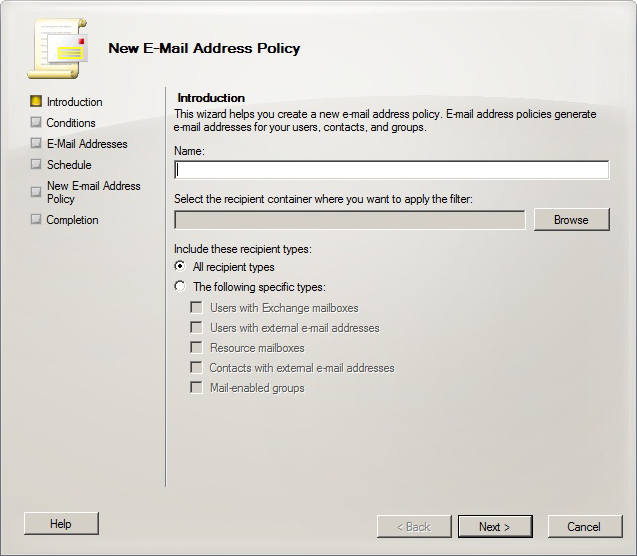 New E-Mail Address Policy
Introduction
Conditions
E-Mail Addresses
Schedule
New E-mail Address
Policy
Completion
Introduction
This wizard helps you create a new e-mail address policy. E-mail address policies generate
e-mail addresses for your users, contacts, and groups.
Name:
Select the recipient container where you want to apply the filter:
Browse
Include these recipient types:
All recipient types
The following specific types:
Users with Exchange mailboxes
Users with external e-mail addresses
Resource mailboxes
Contacts with external e-mail addresses
Mail-enabled groups
Help
< Back
Next >
Cancel